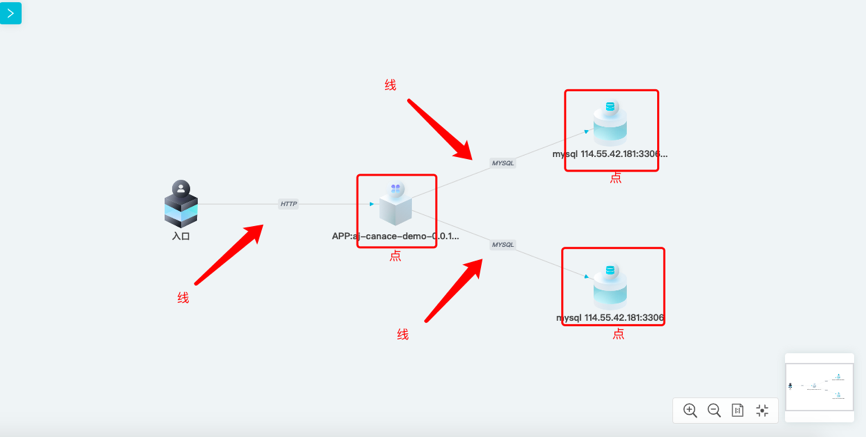 线
mysql 114.55.42.181:3306...
点
MYSQL
HTTP
入口
APP:aj-canace-demo-0.0.1...
点
MYSQL
线
mysql 114.55.42.181:3306
线
点